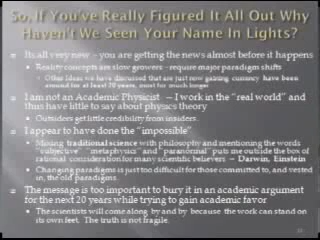 So, If You've Really Figured It All Out Why
Haven't We Seen Your Name In Lights?
Its all very new – you are getting the news almost before it happens
Reality concepts are slow growers – require major paradigm shifts
Other Ideas we have discussed that are just now gaining currency have been
around for at least 20 years, most for much longer
I am not an Academic Physicist – I work in the "real world" and
thus have little to say about physics theory
Outsiders get little credibility from insiders.
I appear to have done the "impossible"
Mixing traditional science with philosophy and mentioning the words
"subjective" "metaphysics" and "paranormal" puts me outside the box of
rational consideration for many scientific believers – Darwin, Einstein
Changing paradigms is just too difficult for those committed to, and vested
in, the old paradigms.
The message is too important to bury it in an academic argument
for the next 20 years while trying to gain academic favor
The scientists will come along by and by because the work can stand on
its own feet. The truth is not fragile.